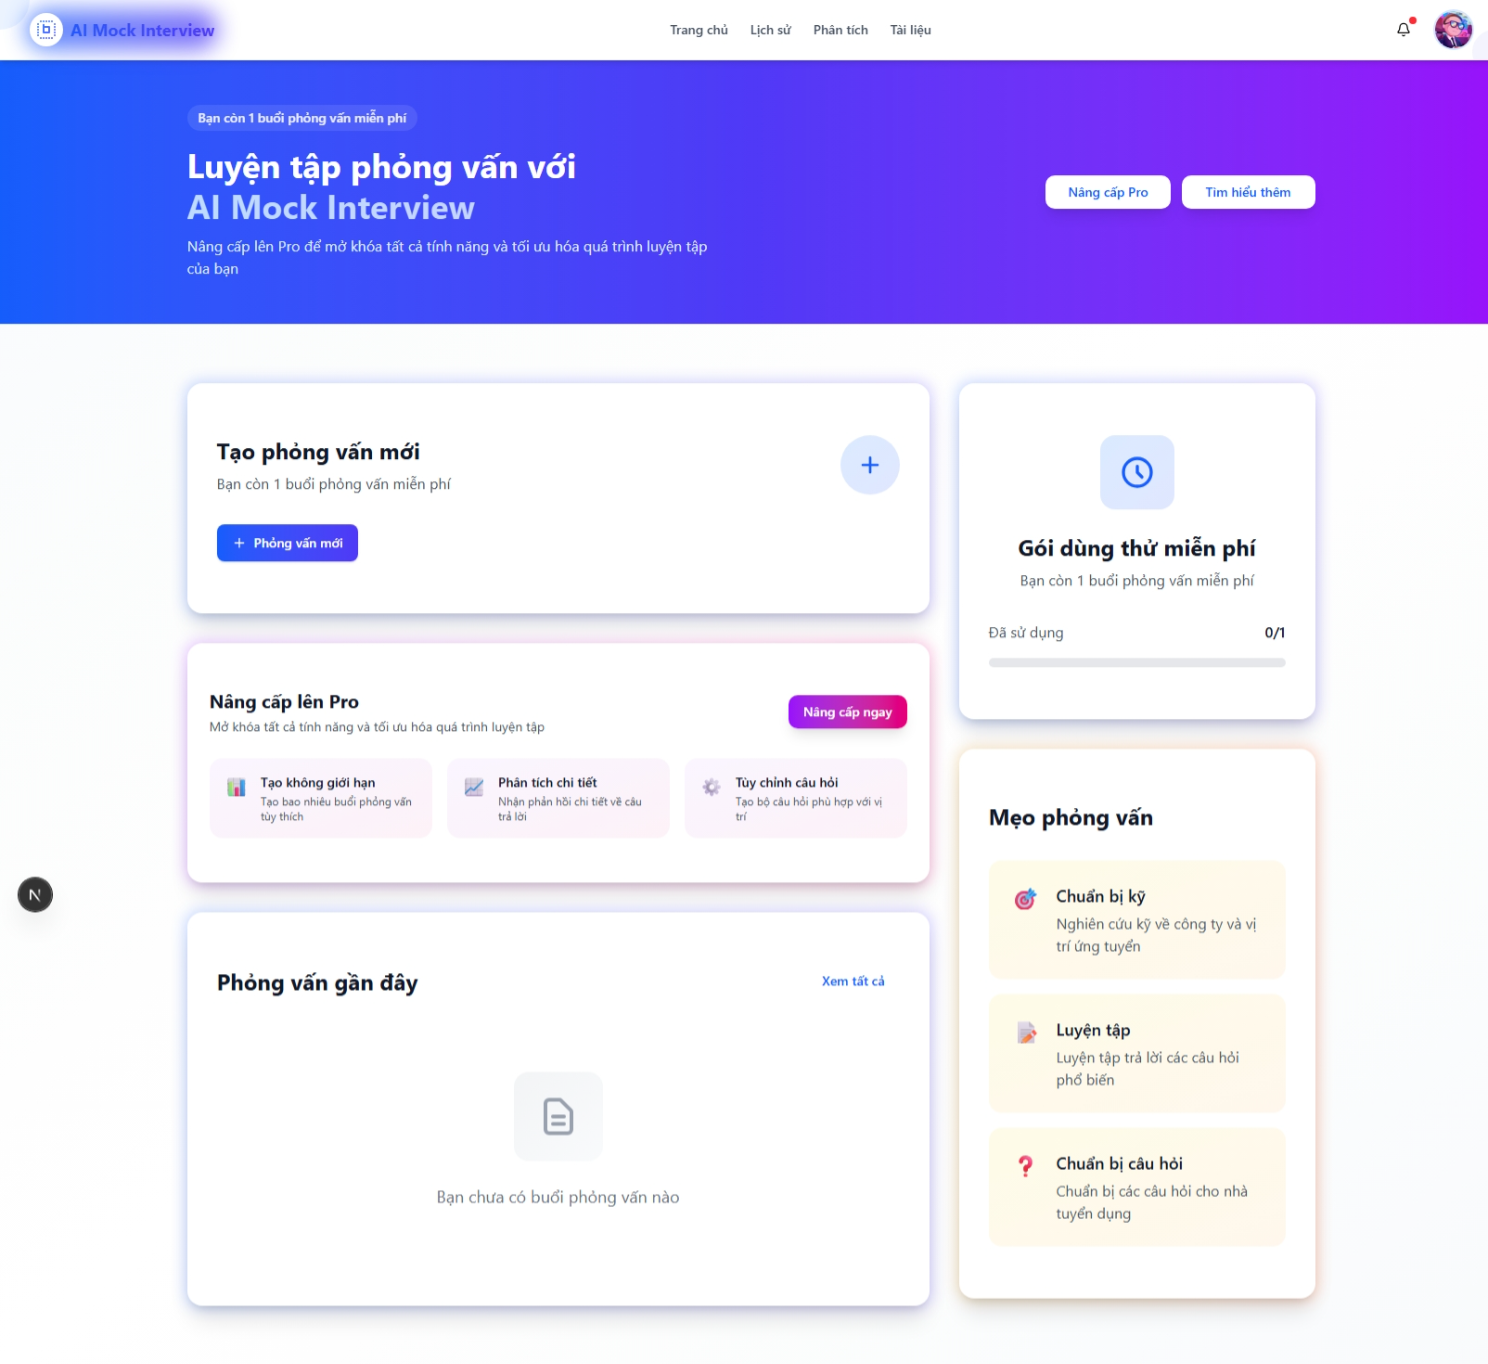 AI Mock Interview
Trang chủ
Lịch sử
Phân tích
Tài liệu
Bạn còn 1 buổi phỏng vấn miễn phí
Luyện tập phỏng vấn với
AI Mock Interview
Nâng cấp lên Pro để mở khóa tất cả tính năng và tối ưu hóa quá trình luyện tập
của bạn
Nâng cấp Pro
Tìm hiểu thêm
Tạo phỏng vấn mới
Bạn còn 1 buổi phỏng vấn miễn phí
+ Phỏng vấn mới
Nâng cấp lên Pro
Mở khóa tất cả tính năng và tối ưu hóa quá trình luyện tập
Nâng cấp ngay
Tạo không giới hạn
Tạo bao nhiêu buổi phỏng vấn
tùy thích
Phân tích chi tiết
Nhận phản hồi chi tiết về câu
trả lời
Tùy chỉnh câu hỏi
Tạo bộ câu hỏi phù hợp với vị
trí
Phỏng vấn gần đây
Xem tất cả
Bạn chưa có buổi phỏng vấn nào
Gói dùng thử miễn phí
Bạn còn 1 buổi phỏng vấn miễn phí
Đã sử dụng
0/1
Mẹo phỏng vấn
Chuẩn bị kỹ
Nghiên cứu kỹ về công ty và vị
trí ứng tuyển
Luyện tập
Luyện tập trả lời các câu hỏi
phổ biến
Chuẩn bị câu hỏi
Chuẩn bị các câu hỏi cho nhà
tuyển dụng
N